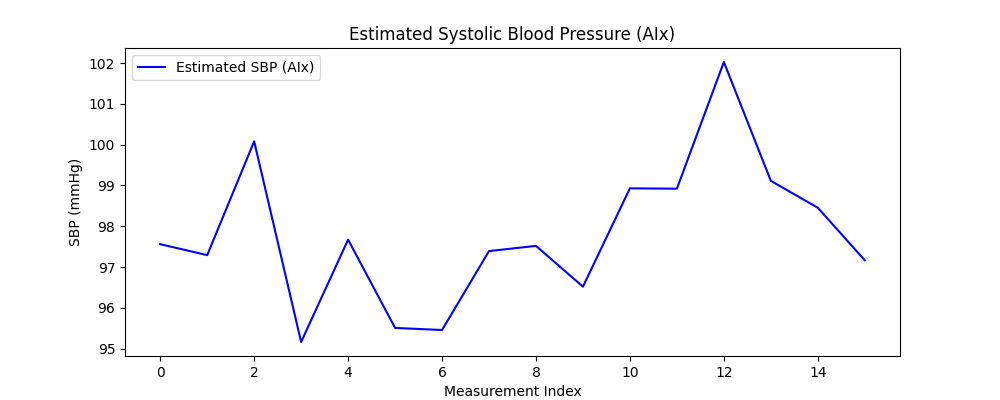 Estimated Systolic Blood Pressure (AIx)
Estimated SBP (AIx)
SBP (mmHg)
102
101
100
99
98
97
96
95
0 2 4 6 8 10 12 14
Measurement Index